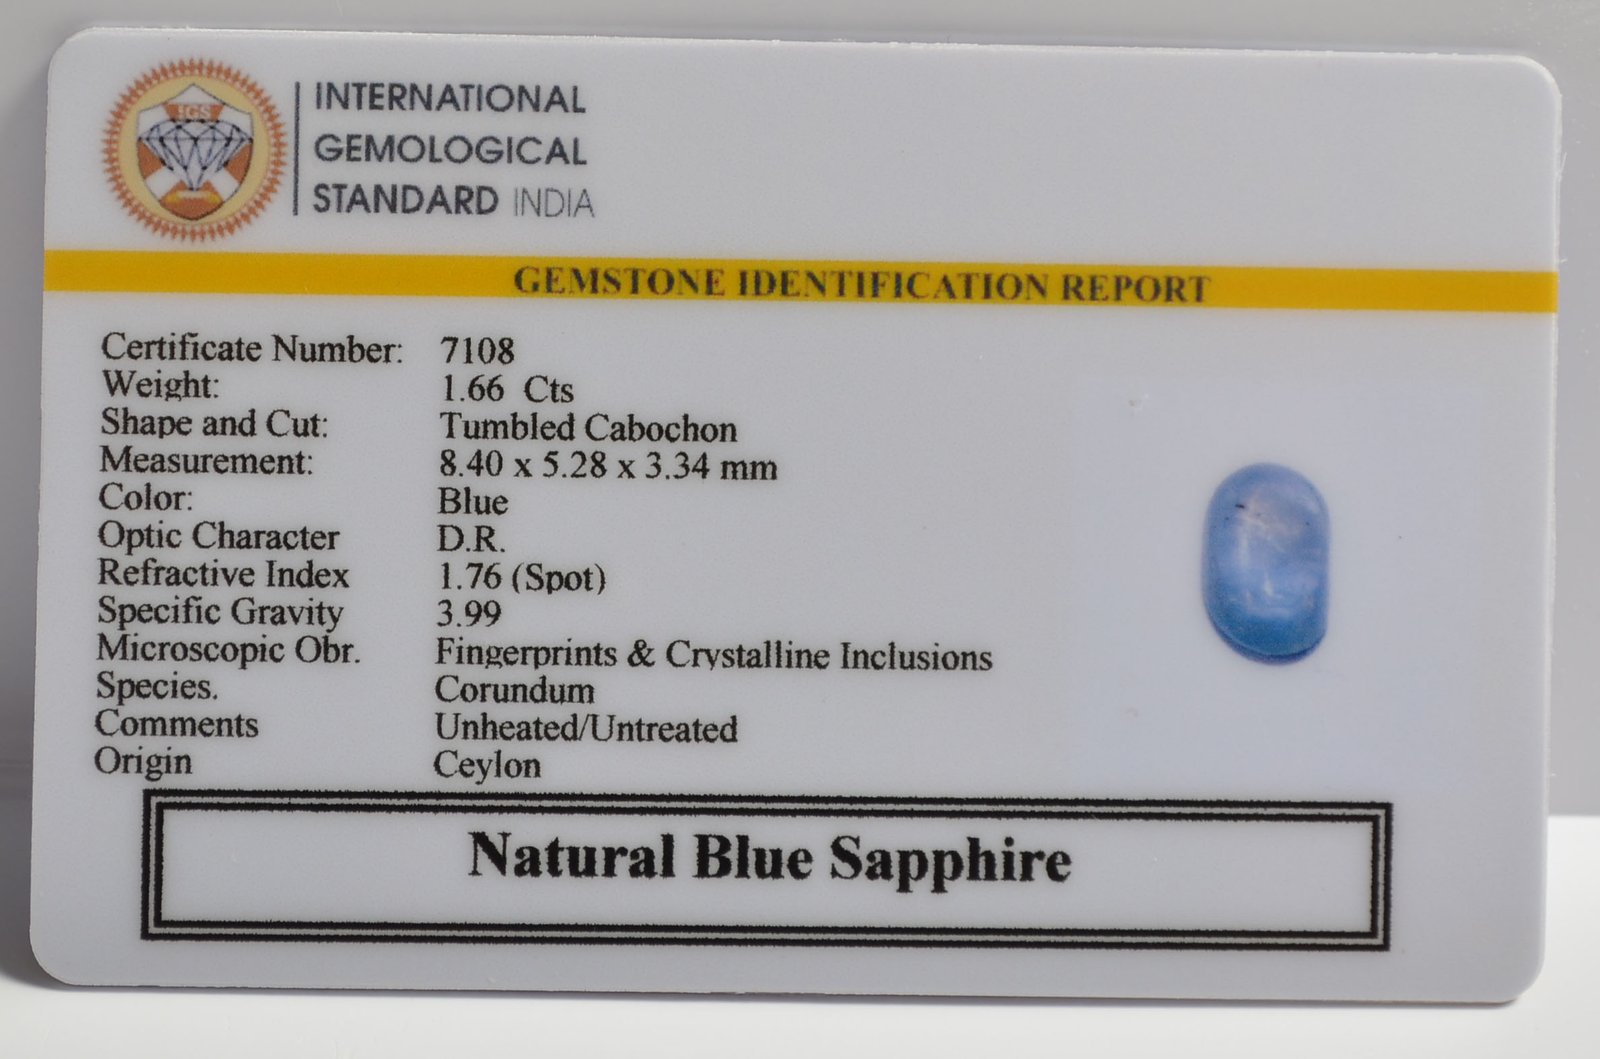 IGS
INTERNATIONAL
GEMOLOGICAL
STANDARD INDIA
GEMSTONE IDENTIFICATION REPORT
Certificate Number: 7108
Weight: 1.66 Cts
Shape and Cut: Tumbled Cabochon
Measurement: 8.40 x 5.28 x 3.34 mm
Color: Blue
Optic Character D.R.
Refractive Index 1.76 (Spot)
Specific Gravity 3.99
Microscopic Obr. Fingerprints & Crystalline Inclusions
Species. Corundum
Comments Unheated/Untreated
Origin Ceylon
Natural Blue Sapphire